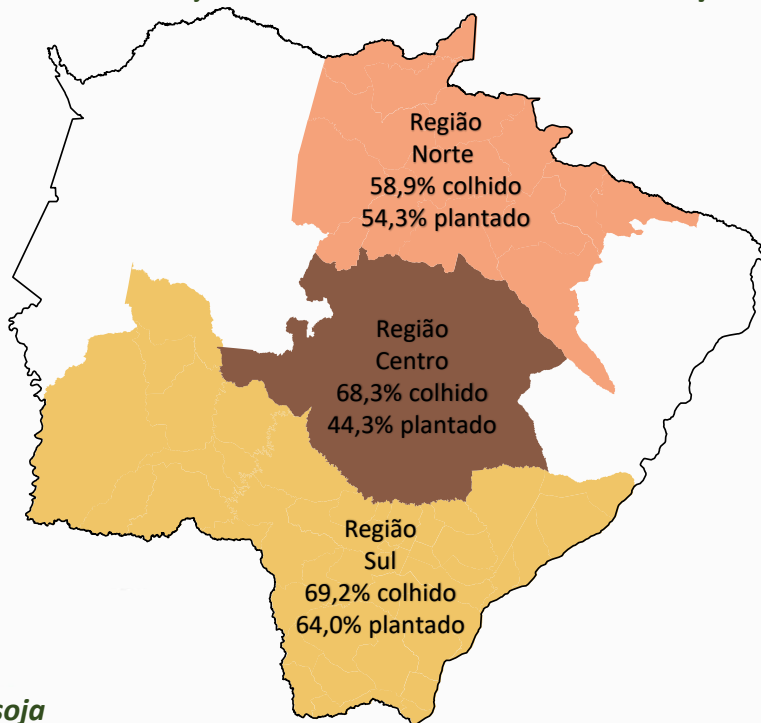 Região
Norte
58,9% colhido
54,3% plantado
Região
Centro
68,3% colhido
44,3% plantado
Região
Sul
69,2% colhido
64,0% plantado
soja